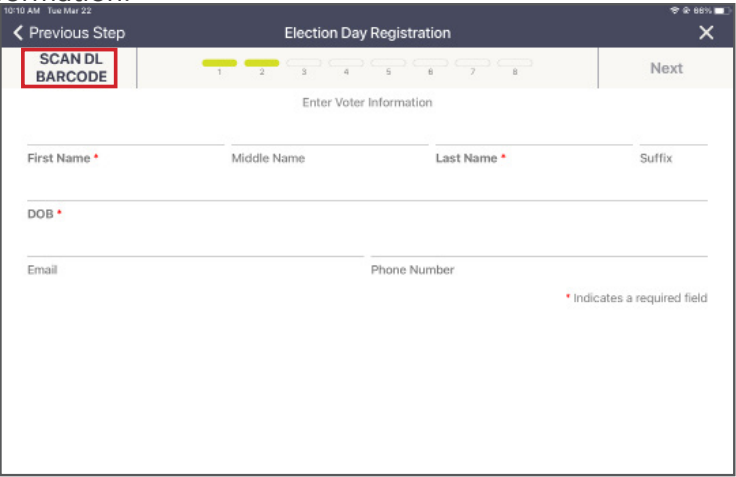 ormation.
10:10 AM Tue Mar 22 66%
Previous Step Election Day Registration
SCAN DL
BARCODE
1 2 3 4 5 6 7 8
Next
Enter Voter Information
First Name * Middle Name Last Name * Suffix
DOB *
Email Phone Number
* Indicates a required field